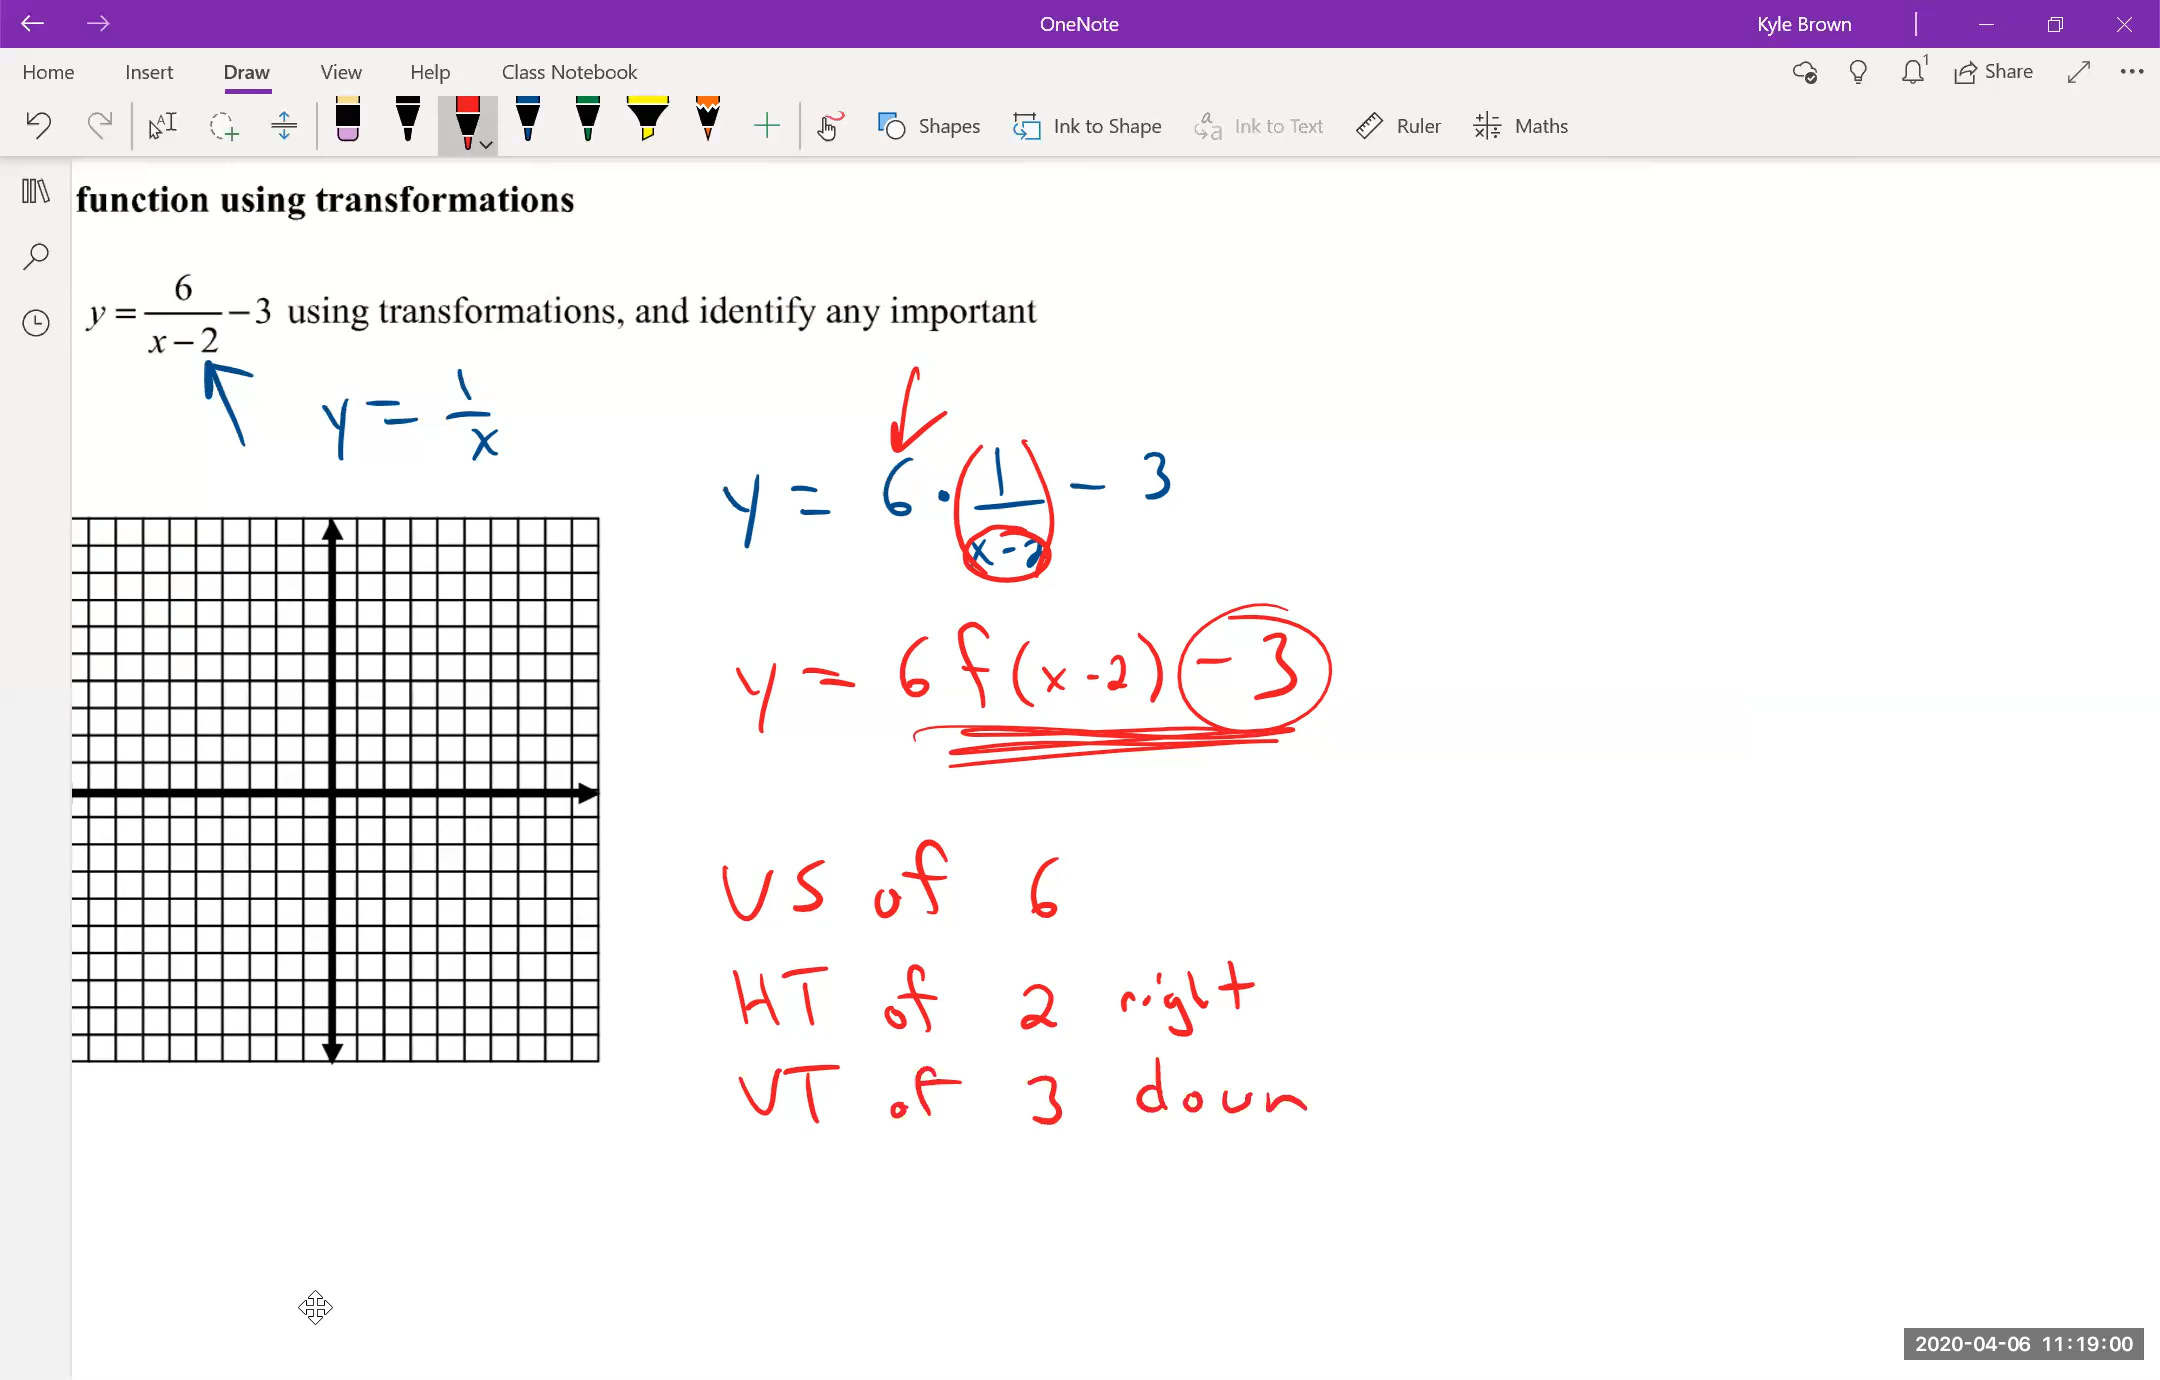 OneNote
Kyle Brown
Home Insert Draw View Help Class Notebook
1 Share
Shapes Ink to Shape Ink to Text Ruler Maths
function using transformations
y = 6/(x − 2) − 3 using transformations, and identify any important
y = 1/x
y = 6 · (1/(x - 2)) - 3
y = 6 f(x-2) - 3
VS of 6
HT of 2 right
VT of 3 down
2020-04-06 11:19:00